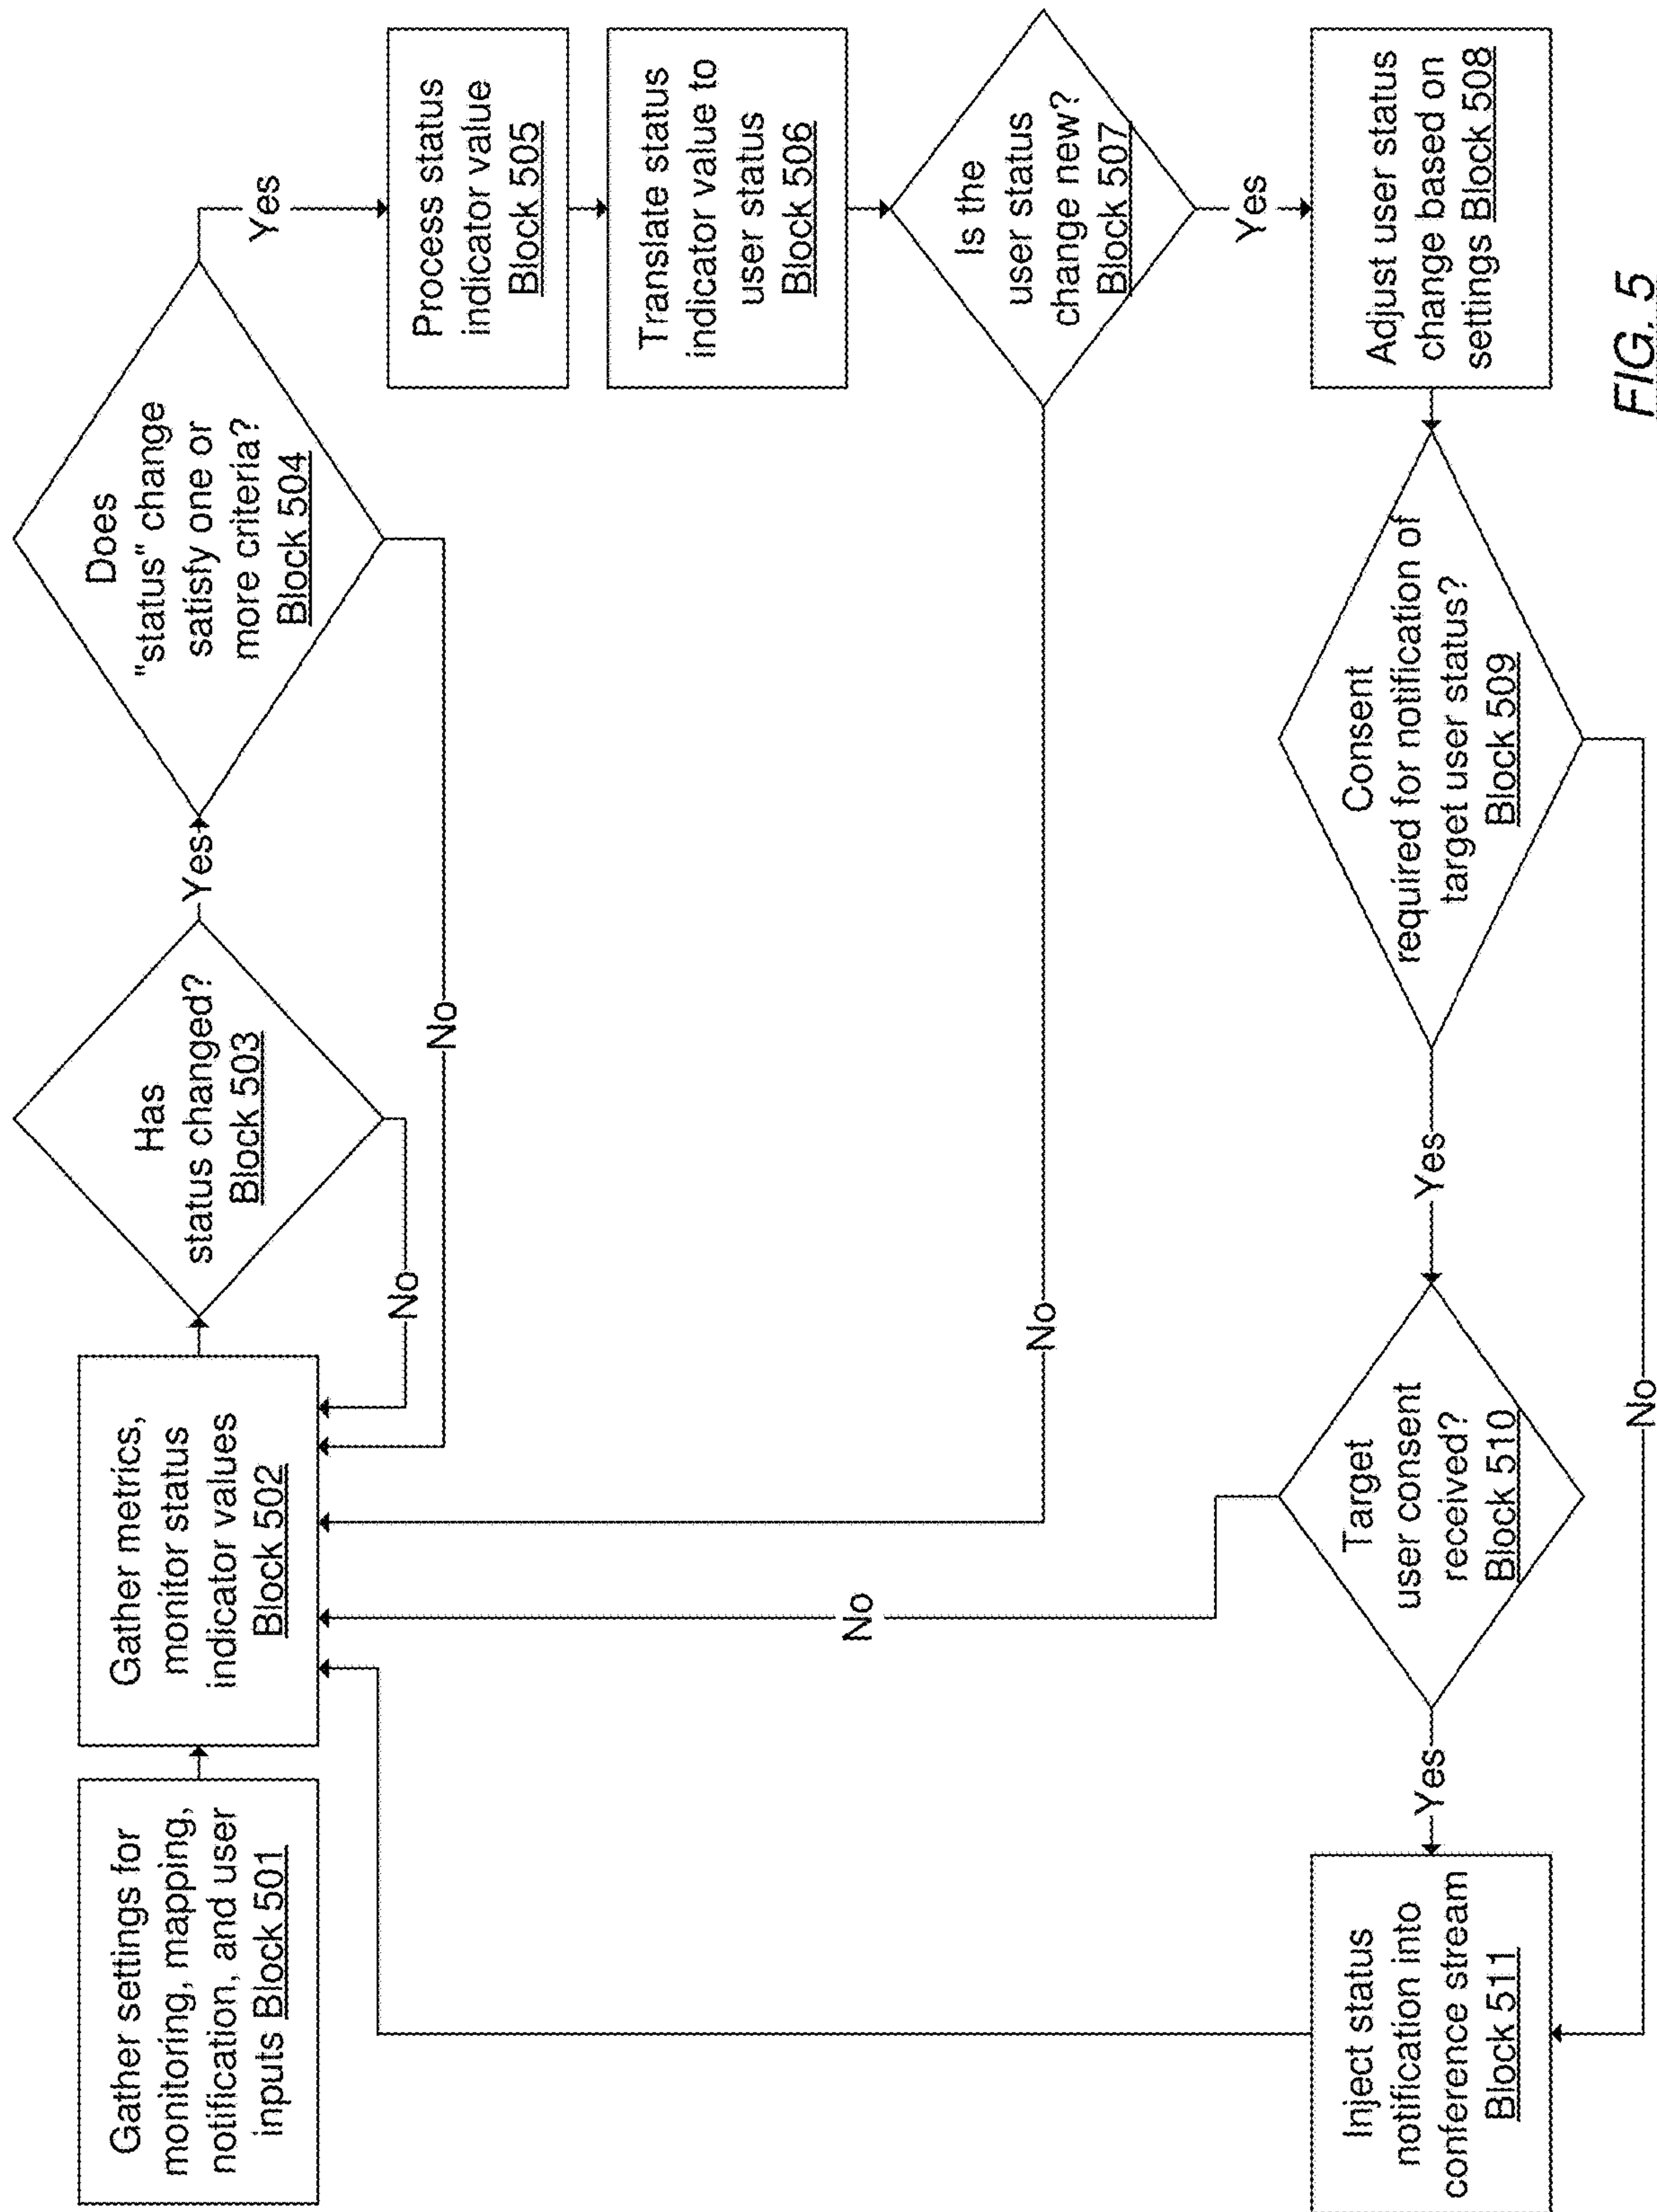 Gather settings for
monitoring, mapping,
notification, and user
inputs Block 501
Gather metrics,
monitor status
indicator values
Block 502
Has
status changed?
Block 503
No
Yes
Does
"status" change
satisfy one or
more criteria?
Block 504
No
Yes
Process status
indicator value
Block 505
Translate status
indicator value to
user status
Block 506
Is the
user status
change new?
Block 507
No
Yes
Adjust user status
change based on
settings Block 508
Consent
required for notification of
target user status?
Block 509
No
Yes
Target
user consent
received?
Block 510
No
Yes
Inject status
notification into
conference stream
Block 511
FIG. 5